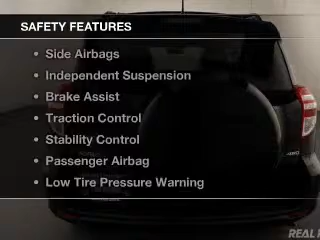 SAFETY FEATURES
• Side Airbags
• Independent Suspension
• Brake Assist
• Traction Control
• Stability Control
• Passenger Airbag
• Low Tire Pressure Warning
REAL